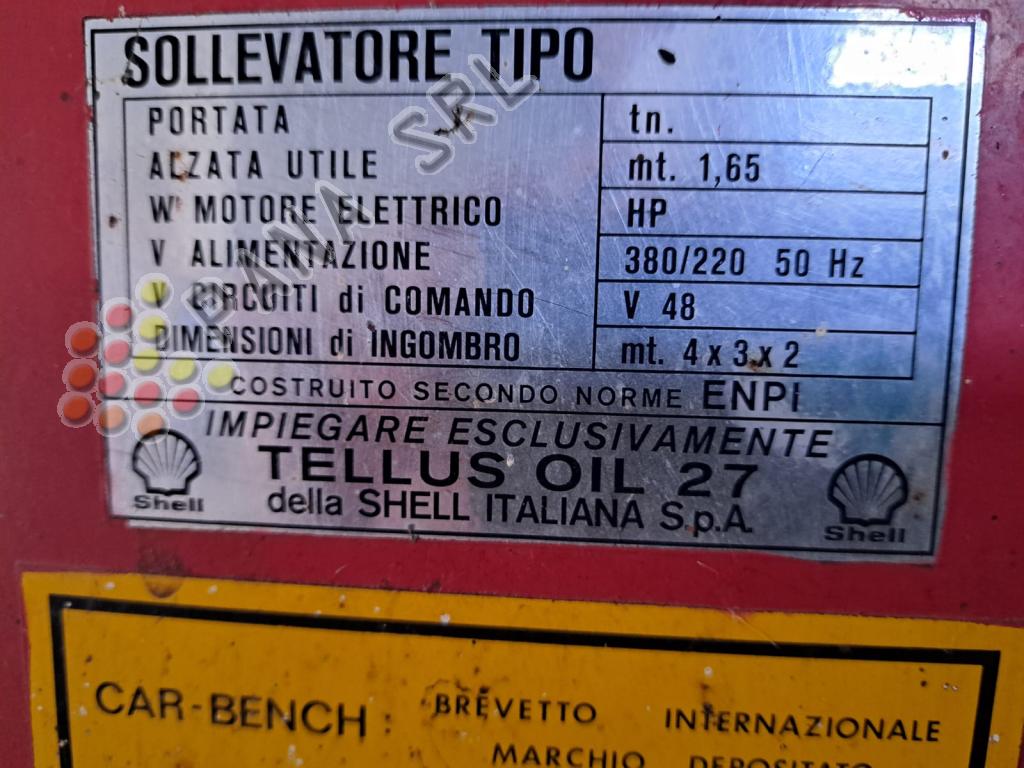 SOLLEVATORE TIPO
PORTATA tn.
ALZATA UTILE mt. 1,65
W MOTORE ELETTRICO HP
V ALIMENTAZIONE 380/220 50 Hz
V CIRCUITI di COMANDO V 48
DIMENSIONI di INGOMBRO mt. 4 x 3 x 2
COSTRUITO SECONDO NORME ENPI
IMPIEGARE ESCLUSIVAMENTE
TELLUS OIL 27
della SHELL ITALIANA S.p.A.
Shell
Shell
PANA SRL
CAR-BENCH: BREVETTO INTERNAZIONALE
MARCHIO DEPOSITATO